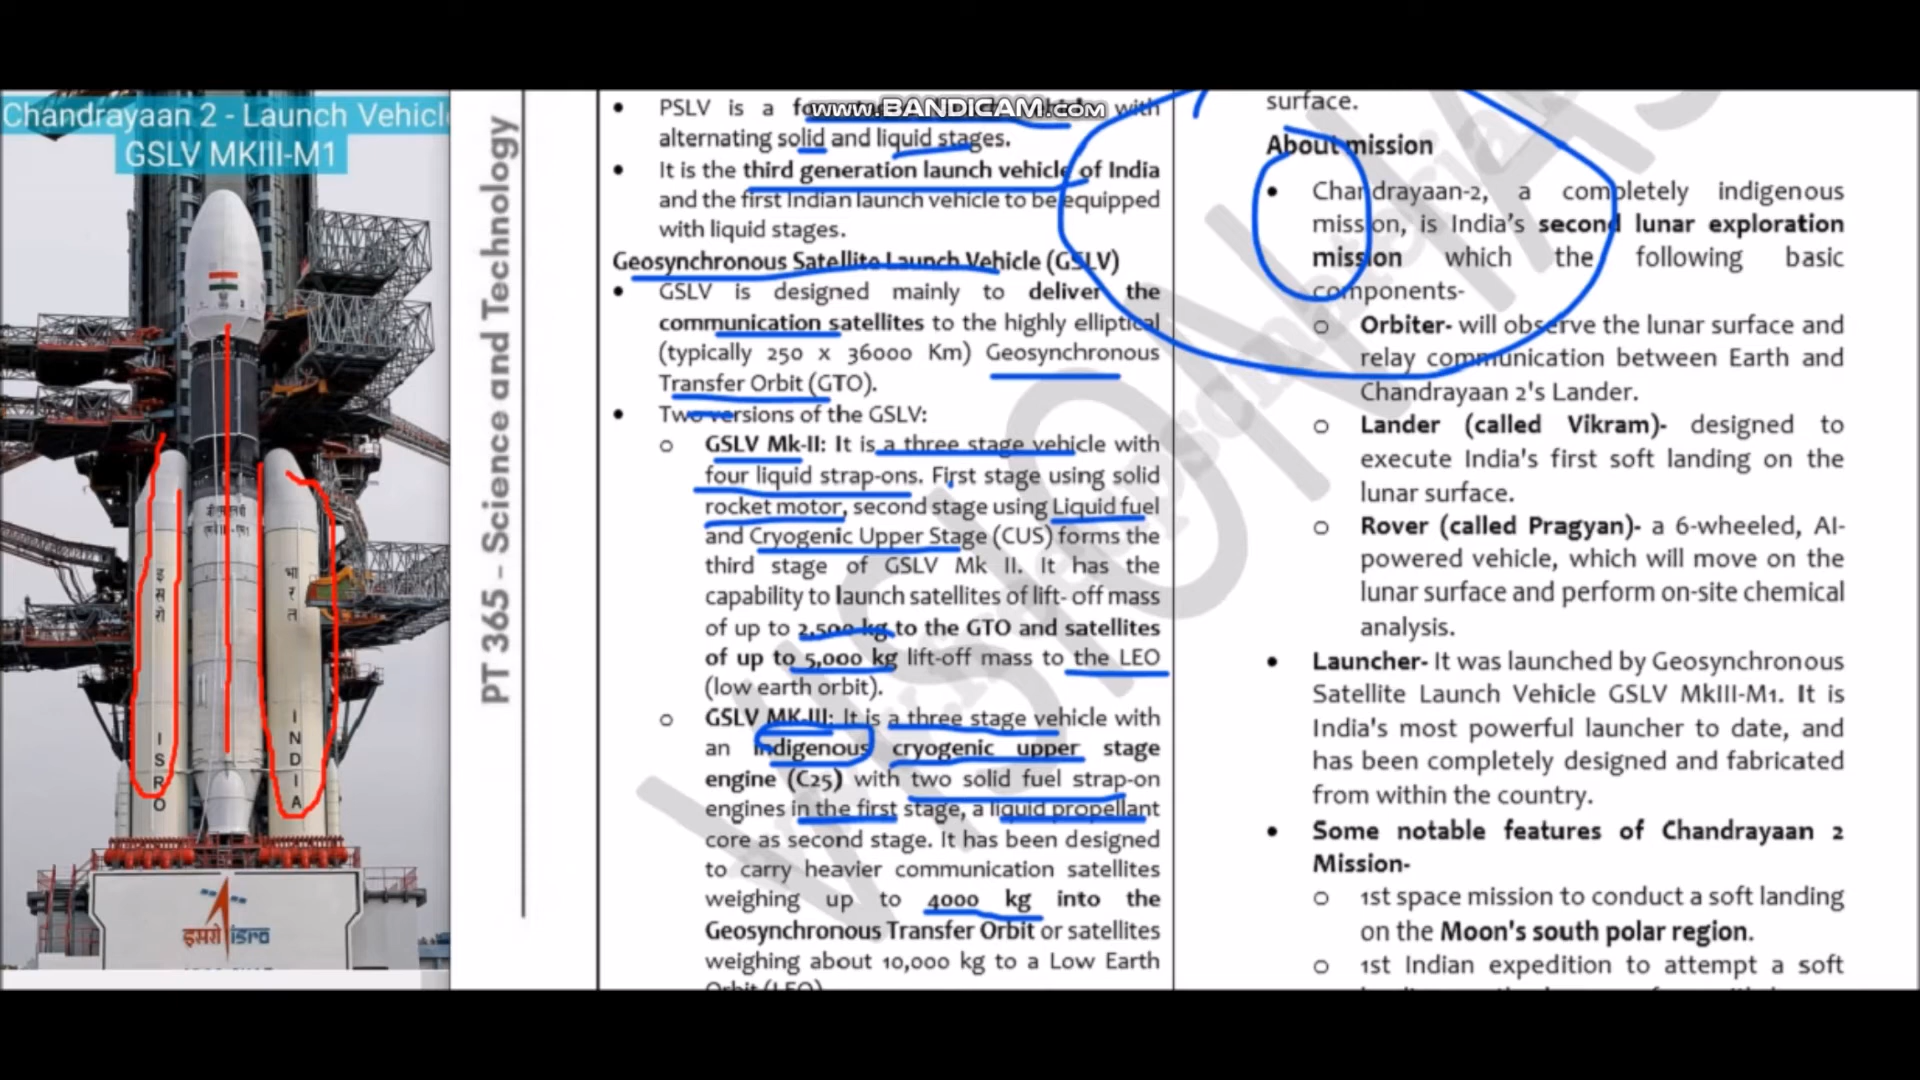 www.BANDICAM.com
Chandrayaan 2 - Launch Vehicle
GSLV MKIII-M1
जी एस एल वी
इसरो
ISRO
भारत
INDIA
इसरो isro
PT 365 - Science and Technology
PSLV is a with
alternating solid and liquid stages.
It is the third generation launch vehicle of India
and the first Indian launch vehicle to be equipped
with liquid stages.
Geosynchronous Satellite Launch Vehicle (GSLV)
GSLV is designed mainly to deliver the
communication satellites to the highly elliptical
(typically 250 x 36000 Km) Geosynchronous
Transfer Orbit (GTO).
Two versions of the GSLV:
GSLV Mk-II: It is a three stage vehicle with
four liquid strap-ons. First stage using solid
rocket motor, second stage using Liquid fuel
and Cryogenic Upper Stage (CUS) forms the
third stage of GSLV Mk II. It has the
capability to launch satellites of lift- off mass
of up to 2,500 kg to the GTO and satellites
of up to 5,000 kg lift-off mass to the LEO
(low earth orbit).
GSLV MK-III: It is a three stage vehicle with
an indigenous cryogenic upper stage
engine (C25) with two solid fuel strap-on
engines in the first stage, a liquid propellant
core as second stage. It has been designed
to carry heavier communication satellites
weighing up to 4000 kg into the
Geosynchronous Transfer Orbit or satellites
weighing about 10,000 kg to a Low Earth
Orbit (LEO)
surface.
About mission
Chandrayaan-2, a completely indigenous
mission, is India's second lunar exploration
mission which the following basic
components-
Orbiter- will observe the lunar surface and
relay communication between Earth and
Chandrayaan 2's Lander.
Lander (called Vikram)- designed to
execute India's first soft landing on the
lunar surface.
Rover (called Pragyan)- a 6-wheeled, AI-
powered vehicle, which will move on the
lunar surface and perform on-site chemical
analysis.
Launcher- It was launched by Geosynchronous
Satellite Launch Vehicle GSLV MkIII-M1. It is
India's most powerful launcher to date, and
has been completely designed and fabricated
from within the country.
Some notable features of Chandrayaan 2
Mission-
1st space mission to conduct a soft landing
on the Moon's south polar region.
1st Indian expedition to attempt a soft